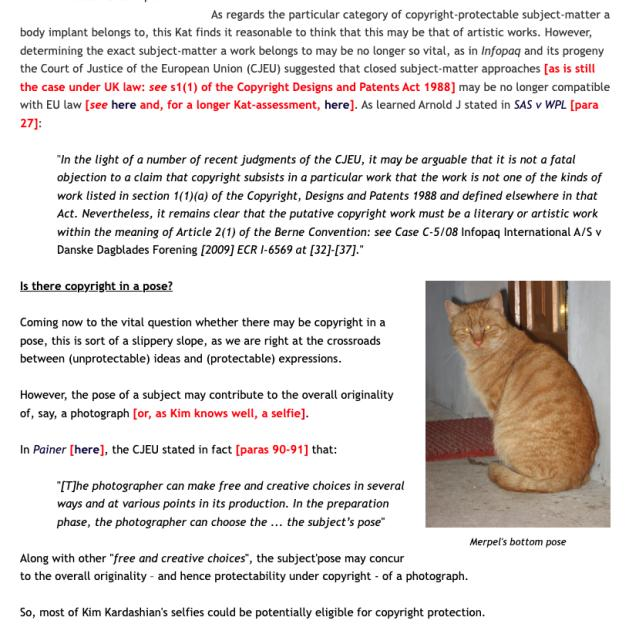 As regards the particular category of copyright-protectable subject-matter a
body implant belongs to, this Kat finds it reasonable to think that this may be that of artistic works. However,
determining the exact subject-matter a work belongs to may be no longer so vital, as in Infopaq and its progeny
the Court of Justice of the European Union (CJEU) suggested that closed subject-matter approaches [as is still
the case under UK law: see s1(1) of the Copyright Designs and Patents Act 1988] may be no longer compatible
with EU law [see here and, for a longer Kat-assessment, here]. As learned Arnold J stated in SAS v WPL [para
27]:
"In the light of a number of recent judgments of the CJEU, it may be arguable that it is not a fatal
objection to a claim that copyright subsists in a particular work that the work is not one of the kinds of
work listed in section 1(1)(a) of the Copyright, Designs and Patents 1988 and defined elsewhere in that
Act. Nevertheless, it remains clear that the putative copyright work must be a literary or artistic work
within the meaning of Article 2(1) of the Berne Convention: see Case C-5/08 Infopaq International A/S v
Danske Dagblades Forening [2009] ECR I-6569 at [32]-[37]."
Is there copyright in a pose?
Coming now to the vital question whether there may be copyright in a
pose, this is sort of a slippery slope, as we are right at the crossroads
between (unprotectable) ideas and (protectable) expressions.
However, the pose of a subject may contribute to the overall originality
of, say, a photograph [or, as Kim knows well, a selfie].
In Painer [here], the CJEU stated in fact [paras 90-91] that:
"[T]he photographer can make free and creative choices in several
ways and at various points in its production. In the preparation
phase, the photographer can choose the ... the subject's pose"
Merpel's bottom pose
Along with other "free and creative choices", the subject'pose may concur
to the overall originality – and hence protectability under copyright - of a photograph.
So, most of Kim Kardashian's selfies could be potentially eligible for copyright protection.